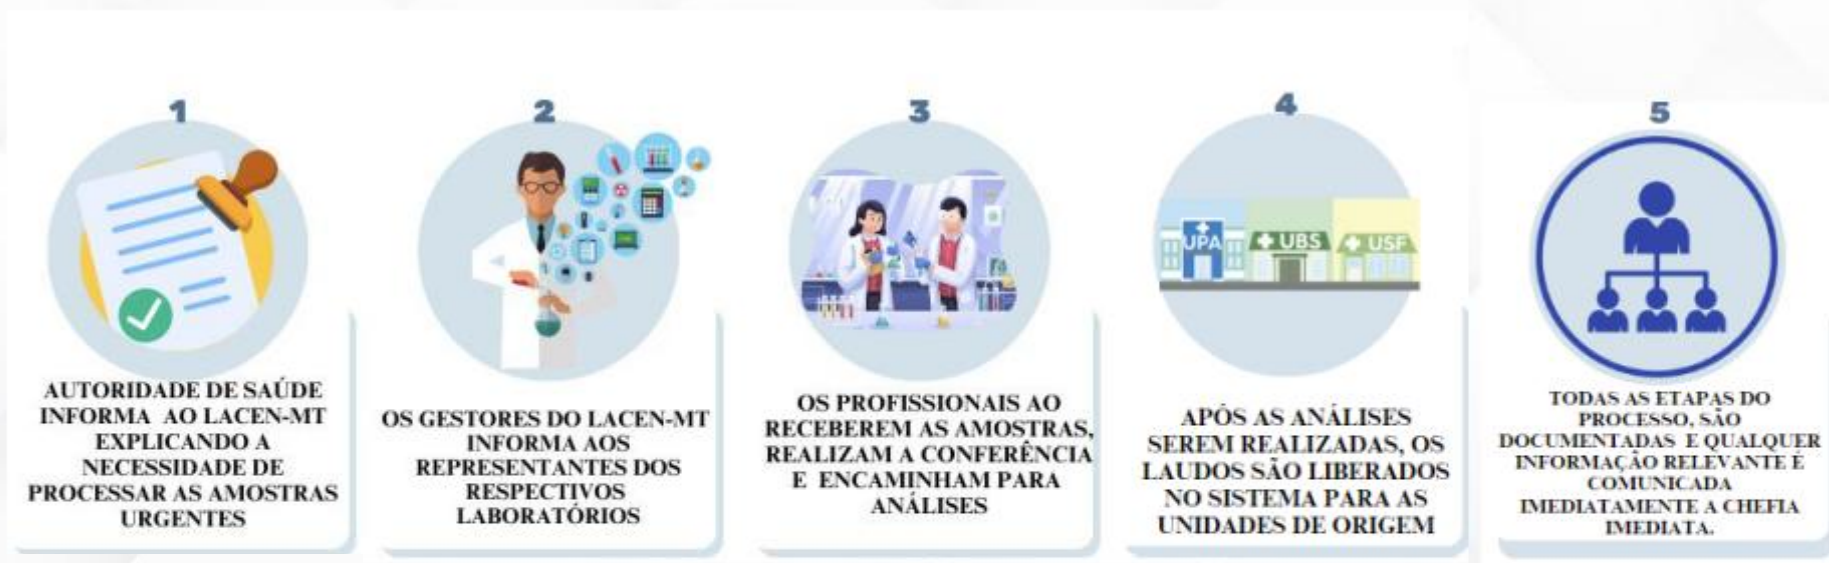 1
AUTORIDADE DE SAÚDE
INFORMA AO LACEN-MT
EXPLICANDO A
NECESSIDADE DE
PROCESSAR AS AMOSTRAS
URGENTES
2
OS GESTORES DO LACEN-MT
INFORMA AOS
REPRESENTANTES DOS
RESPECTIVOS
LABORATÓRIOS
3
OS PROFISSIONAIS AO
RECEBEREM AS AMOSTRAS,
REALIZAM A CONFERÊNCIA
E ENCAMINHAM PARA
ANÁLISES
4
UPA
UBS
USF
APÓS AS ANÁLISES
SEREM REALIZADAS, OS
LAUDOS SÃO LIBERADOS
NO SISTEMA PARA AS
UNIDADES DE ORIGEM
5
TODAS AS ETAPAS DO
PROCESSO, SÃO
DOCUMENTADAS E QUALQUER
INFORMAÇÃO RELEVANTE É
COMUNICADA
IMEDIATAMENTE A CHEFIA
IMEDIATA.